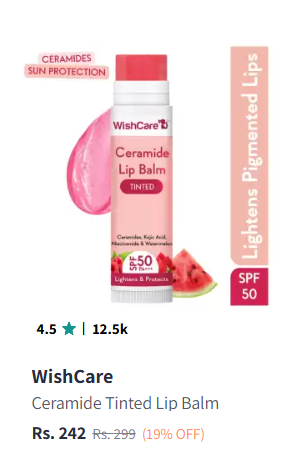 CERAMIDES
SUN PROTECTION
WishCare
Ceramide
Lip Balm
TINTED
Ceramides, Kojic Acid,
Niacinamide & Watermelon
SPF 50
PA+++
Lightens & Protects
Lightens Pigmented Lips
SPF
50
4.5 | 12.5k
WishCare
Ceramide Tinted Lip Balm
Rs. 242 Rs. 299 (19% OFF)